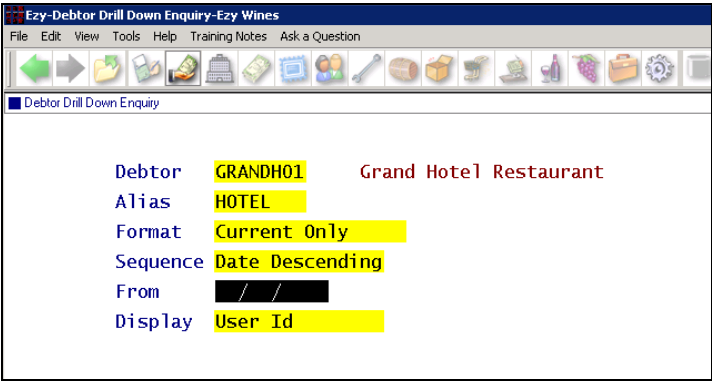 Ezy-Debtor Drill Down Enquiry-Ezy Wines
File Edit View Tools Help Training Notes Ask a Question
Debtor Drill Down Enquiry
Debtor GRANDH01 Grand Hotel Restaurant
Alias HOTEL
Format Current Only
Sequence Date Descending
From / /
Display User Id